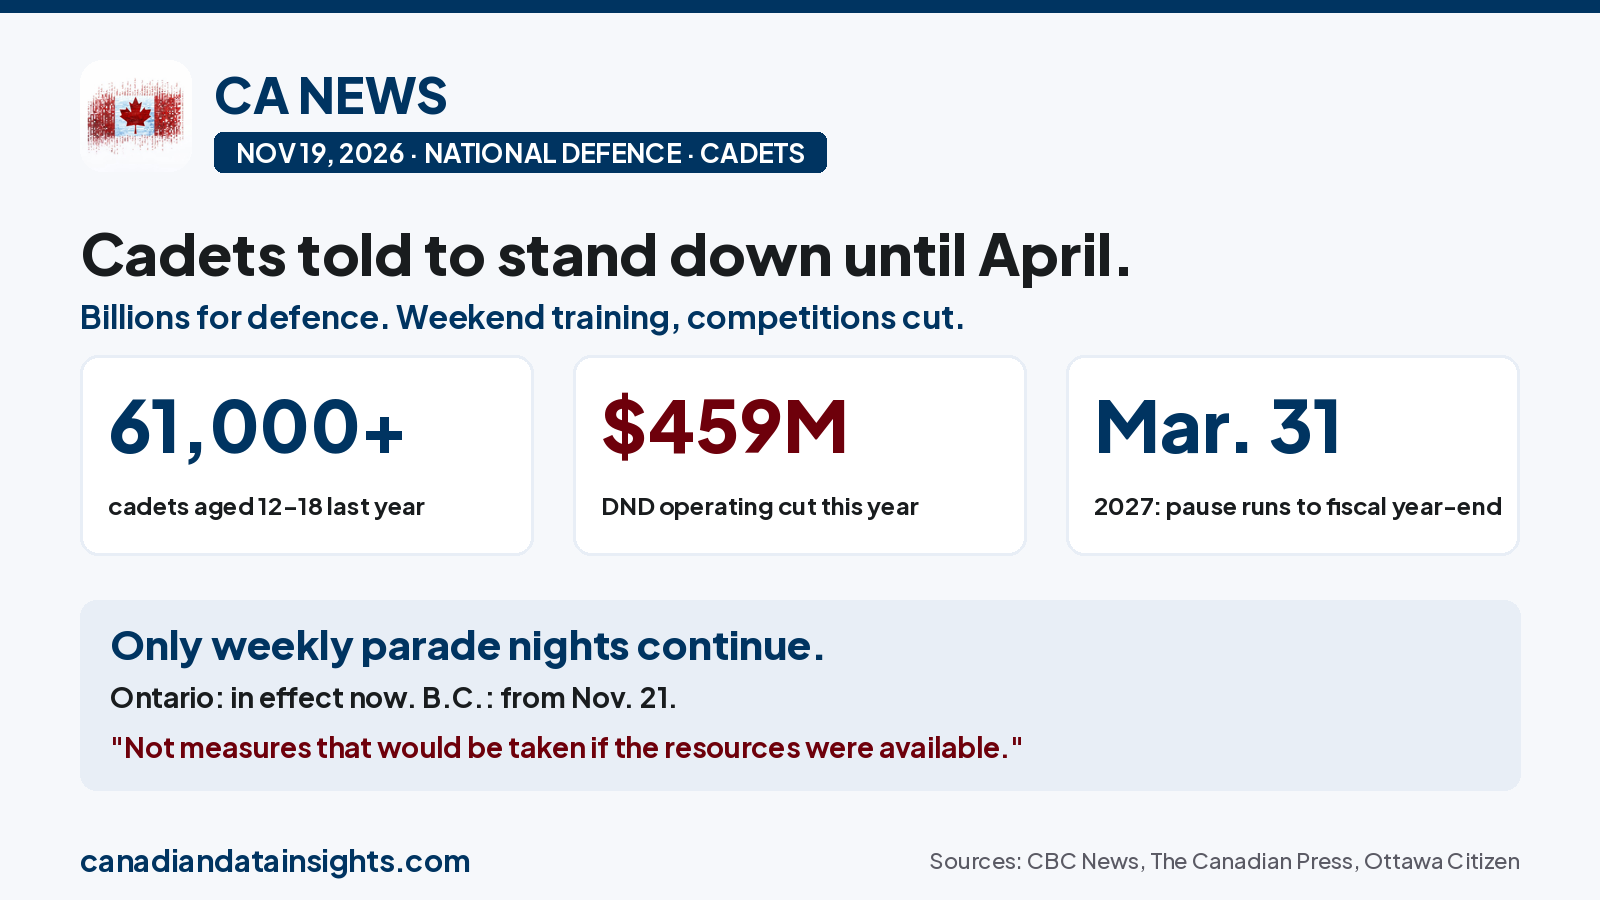 CA NEWS
NOV 19, 2026 · NATIONAL DEFENCE · CADETS
Cadets told to stand down until April.
Billions for defence. Weekend training, competitions cut.
61,000+
cadets aged 12–18 last year
$459M
DND operating cut this year
Mar. 31
2027: pause runs to fiscal year-end
Only weekly parade nights continue.
Ontario: in effect now. B.C.: from Nov. 21.
"Not measures that would be taken if the resources were available."
canadiandatainsights.com
Sources: CBC News, The Canadian Press, Ottawa Citizen